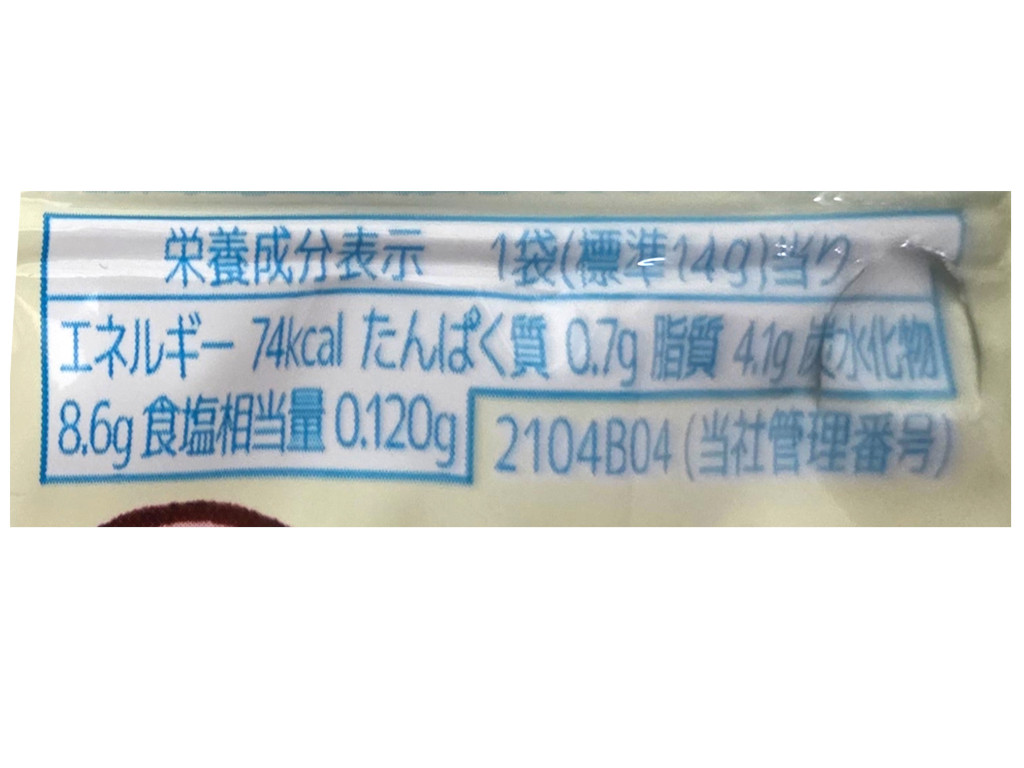 栄養成分表示 1袋(標準14g)当り
エネルギー 74kcal たんぱく質 0.7g 脂質 4.1g 炭水化物
8.6g 食塩相当量 0.120g
2104B04 (当社管理番号)